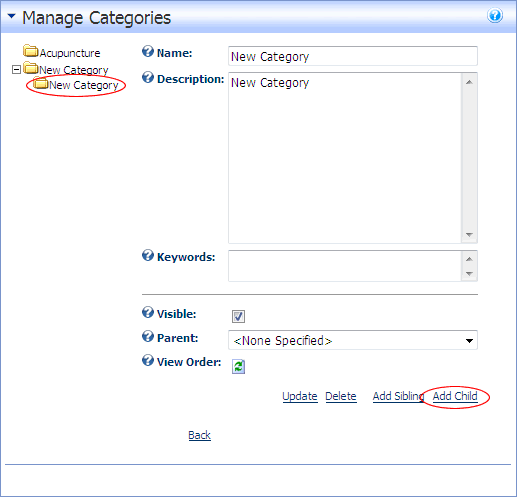 Manage Categories
Acupuncture
New Category
New Category
Name: New Category
Description: New Category
Keywords:
Visible:
Parent: <None Specified>
View Order:
Update Delete Add Sibling Add Child
Back